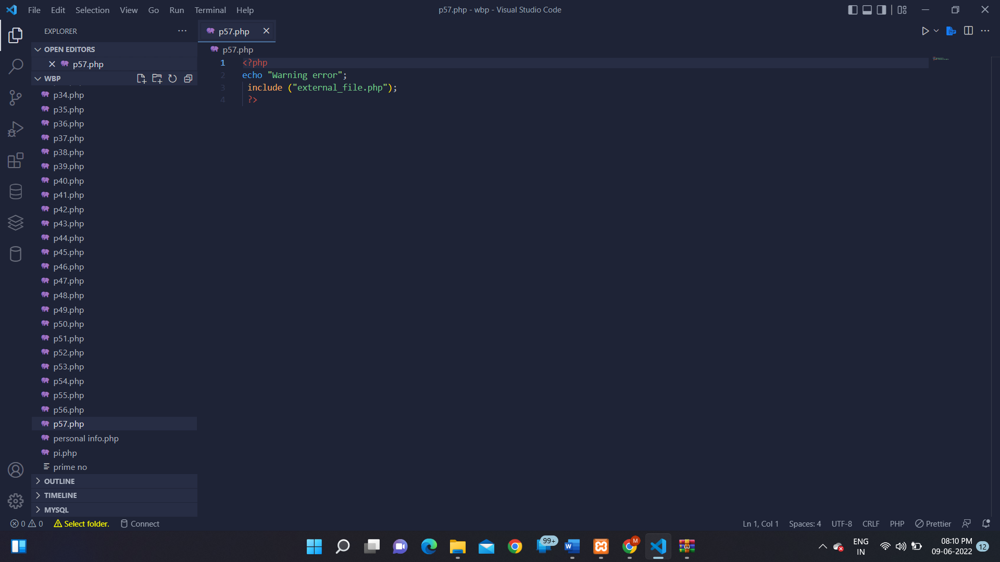 File Edit Selection View Go Run Terminal Help
p57.php - wbp - Visual Studio Code
EXPLORER
p57.php
OPEN EDITORS
p57.php
p57.php
WBP
1 <?php
2 echo "Warning error";
3 include ("external_file.php");
4 ?>
p34.php
p35.php
p36.php
p37.php
p38.php
p39.php
p40.php
p41.php
p42.php
p43.php
p44.php
p45.php
p46.php
p47.php
p48.php
p49.php
p50.php
p51.php
p52.php
p53.php
p54.php
p55.php
p56.php
p57.php
personal info.php
pi.php
prime no
OUTLINE
TIMELINE
MYSQL
0 0 Select folder. Connect
Ln 1, Col 1 Spaces: 4 UTF-8 CRLF PHP Prettier
99+
W
M
ENG
IN
08:10 PM
09-06-2022
12